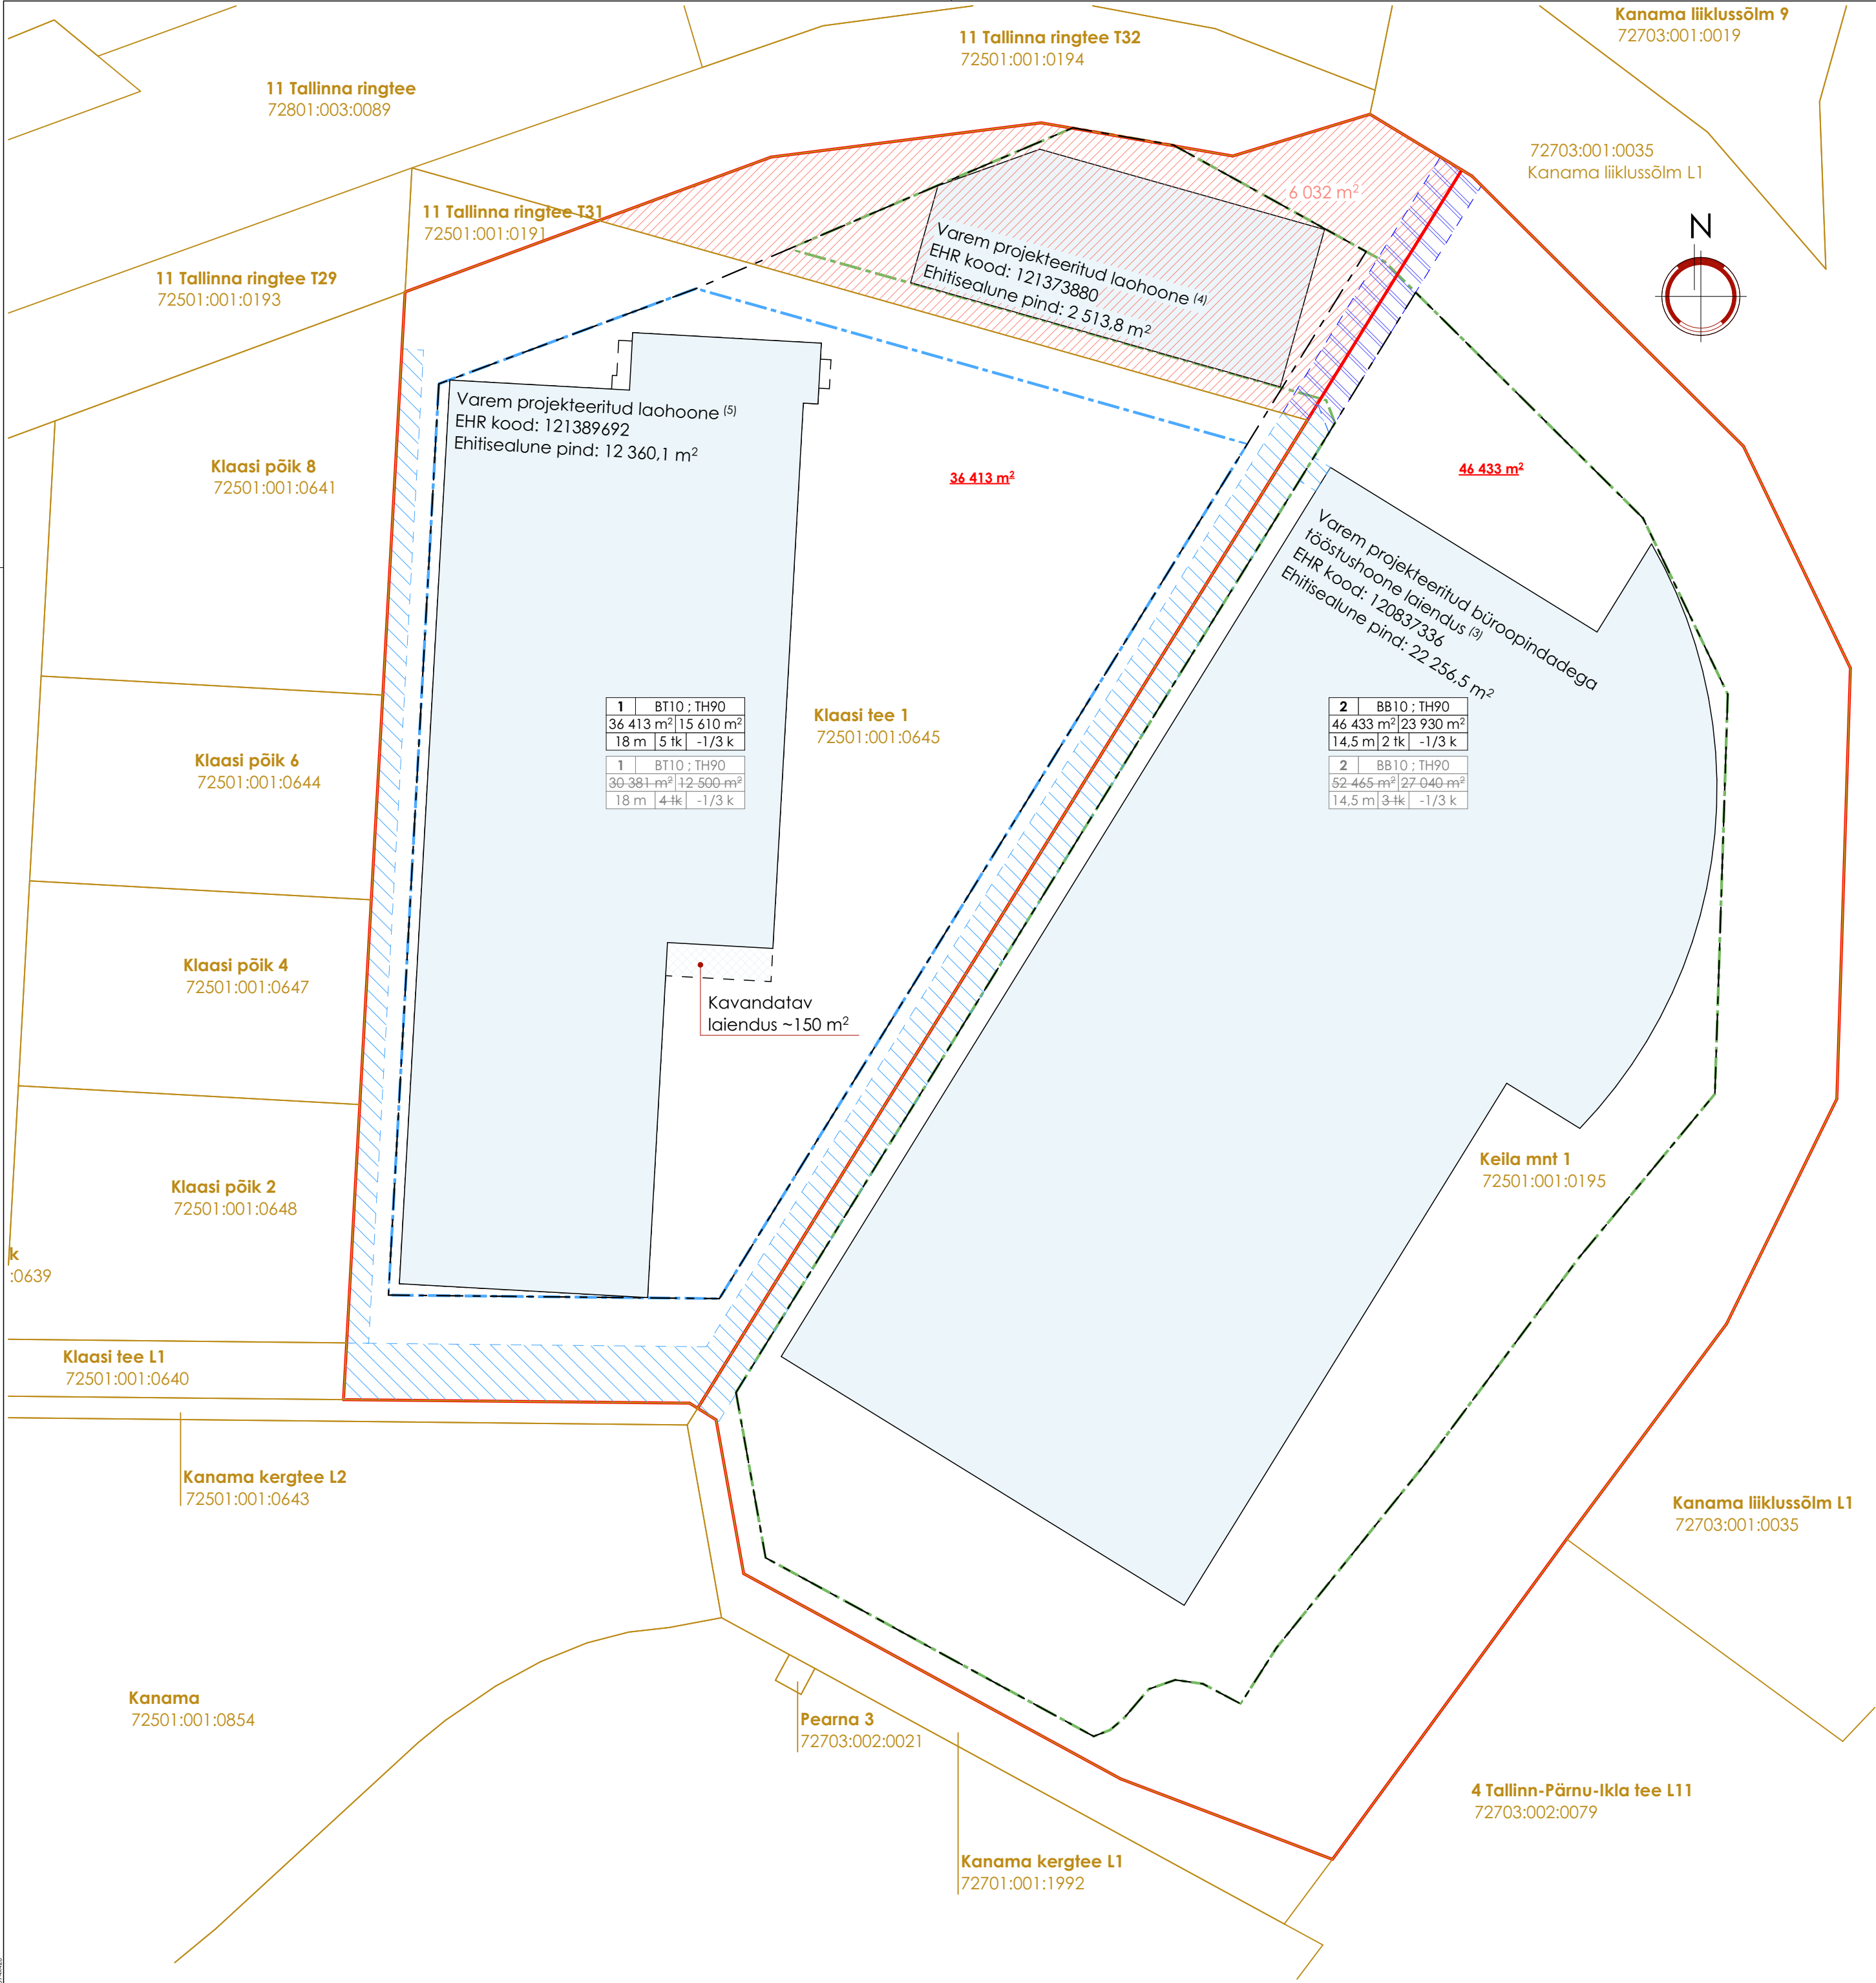 Kanama liiklussõlm 9
72703:001:0019
11 Tallinna ringtee T32
72501:001:0194
11 Tallinna ringtee
72801:003:0089
72703:001:0035
Kanama liiklussõlm L1
6 032 m²
11 Tallinna ringtee T31
72501:001:0191
N
Varem projekteeritud laohoone (4)
EHR kood: 121373880
Ehitisealune pind: 2 513,8 m²
11 Tallinna ringtee T29
72501:001:0193
Varem projekteeritud laohoone (5)
EHR kood: 121389692
Ehitisealune pind: 12 360,1 m²
Klaasi põik 8
72501:001:0641
36 413 m²
46 433 m²
Varem projekteeritud büroopindadega
tööstushoone laiendus (3)
EHR kood: 120837336
Ehitisealune pind: 22 256,5 m²
1 BT10 ; TH90
36 413 m² 15 610 m²
18 m 5 tk -1/3 k
1 BT10 ; TH90
30 381 m² 12 500 m²
18 m 4 tk -1/3 k
Klaasi tee 1
72501:001:0645
2 BB10 ; TH90
46 433 m² 23 930 m²
14,5 m 2 tk -1/3 k
2 BB10 ; TH90
52 465 m² 27 040 m²
14,5 m 3 tk -1/3 k
Klaasi põik 6
72501:001:0644
Klaasi põik 4
72501:001:0647
Kavandatav
laiendus ~150 m²
Keila mnt 1
72501:001:0195
Klaasi põik 2
72501:001:0648
k
:0639
Klaasi tee L1
72501:001:0640
Kanama kergtee L2
72501:001:0643
Kanama liiklussõlm L1
72703:001:0035
Kanama
72501:001:0854
Pearna 3
72703:002:0021
4 Tallinn-Pärnu-Ikla tee L11
72703:002:0079
Kanama kergtee L1
72701:001:1992